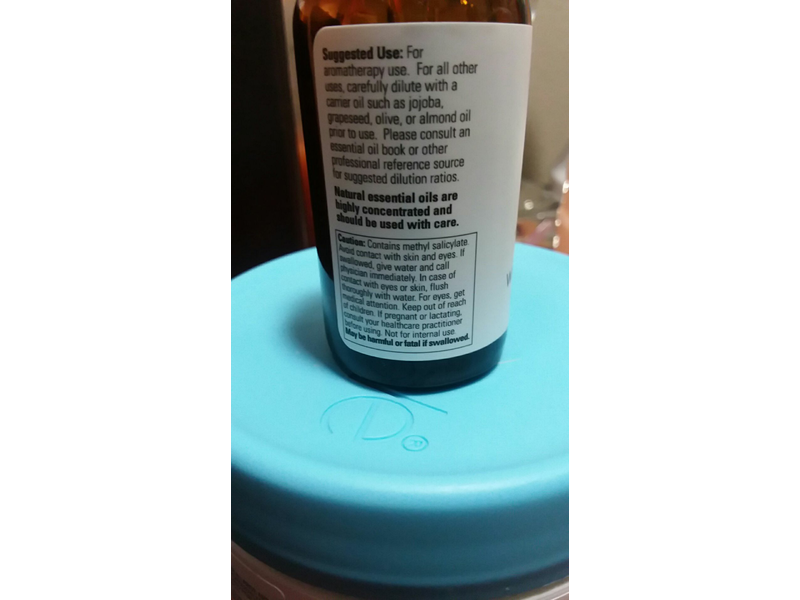 Suggested Use: For
aromatherapy use. For all other
uses, carefully dilute with a
carrier oil such as jojoba,
grapeseed, olive, or almond oil
prior to use. Please consult an
essential oil book or other
professional reference source
for suggested dilution ratios.
Natural essential oils are
highly concentrated and
should be used with care.
Caution: Contains methyl salicylate.
Avoid contact with skin and eyes. If
swallowed, give water and call
physician immediately. In case of
contact with eyes or skin, flush
thoroughly with water. For eyes, get
medical attention. Keep out of reach
of children. If pregnant or lactating,
consult your healthcare practitioner
before using. Not for internal use.
May be harmful or fatal if swallowed.